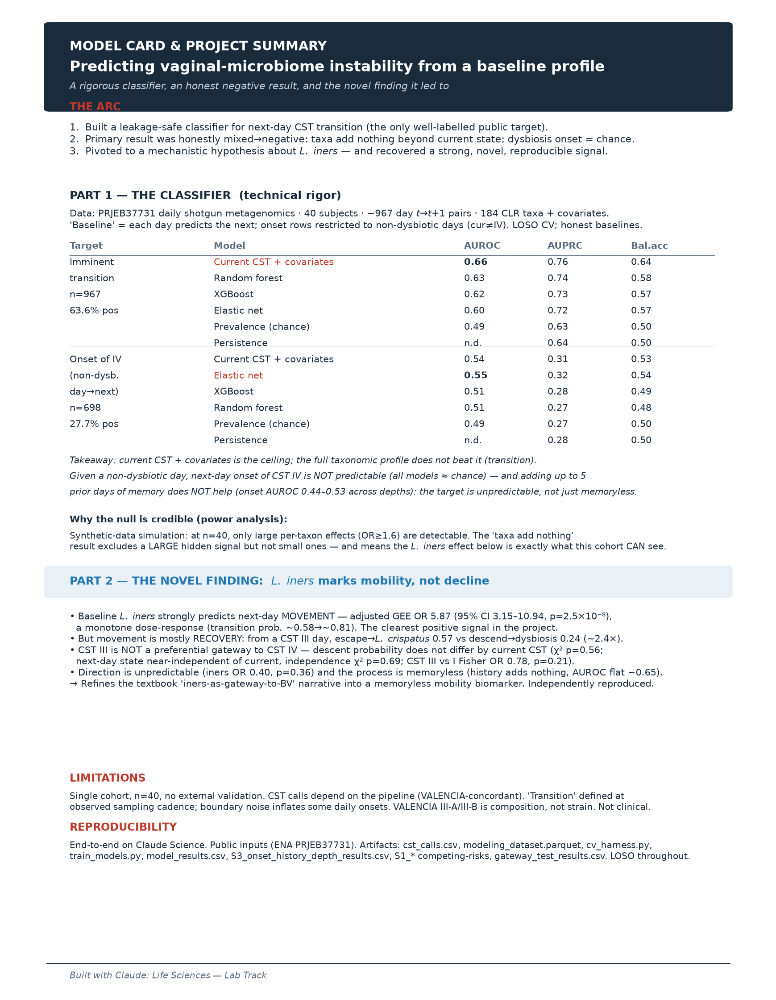 MODEL CARD & PROJECT SUMMARY
Predicting vaginal-microbiome instability from a baseline profile
A rigorous classifier, an honest negative result, and the novel finding it led to
THE ARC
1. Built a leakage-safe classifier for next-day CST transition (the only well-labelled public target).
2. Primary result was honestly mixed→negative: taxa add nothing beyond current state; dysbiosis onset ≈ chance.
3. Pivoted to a mechanistic hypothesis about L. iners — and recovered a strong, novel, reproducible signal.
PART 1 — THE CLASSIFIER (technical rigor)
Data: PRJEB37731 daily shotgun metagenomics · 40 subjects · ~967 day t→t+1 pairs · 184 CLR taxa + covariates.
'Baseline' = each day predicts the next; onset rows restricted to non-dysbiotic days (cur≠IV). LOSO CV; honest baselines.
Target Model AUROC AUPRC Bal.acc
Imminent Current CST + covariates 0.66 0.76 0.64
transition Random forest 0.63 0.74 0.58
n=967 XGBoost 0.62 0.73 0.57
63.6% pos Elastic net 0.60 0.72 0.57
Prevalence (chance) 0.49 0.63 0.50
Persistence n.d. 0.64 0.50
Onset of IV Current CST + covariates 0.54 0.31 0.53
(non-dysb. Elastic net 0.55 0.32 0.54
day→next) XGBoost 0.51 0.28 0.49
n=698 Random forest 0.51 0.27 0.48
27.7% pos Prevalence (chance) 0.49 0.27 0.50
Persistence n.d. 0.28 0.50
Takeaway: current CST + covariates is the ceiling; the full taxonomic profile does not beat it (transition).
Given a non-dysbiotic day, next-day onset of CST IV is NOT predictable (all models ≈ chance) — and adding up to 5
prior days of memory does NOT help (onset AUROC 0.44–0.53 across depths): the target is unpredictable, not just memoryless.
Why the null is credible (power analysis):
Synthetic-data simulation: at n=40, only large per-taxon effects (OR≥1.6) are detectable. The 'taxa add nothing'
result excludes a LARGE hidden signal but not small ones — and means the L. iners effect below is exactly what this cohort CAN see.
PART 2 — THE NOVEL FINDING: L. iners marks mobility, not decline
• Baseline L. iners strongly predicts next-day MOVEMENT — adjusted GEE OR 5.87 (95% CI 3.15–10.94, p=2.5×10⁻⁸),
a monotone dose-response (transition prob. ~0.58→~0.81). The clearest positive signal in the project.
• But movement is mostly RECOVERY: from a CST III day, escape→L. crispatus 0.57 vs descend→dysbiosis 0.24 (~2.4×).
• CST III is NOT a preferential gateway to CST IV — descent probability does not differ by current CST (χ² p=0.56;
next-day state near-independent of current, independence χ² p=0.69; CST III vs I Fisher OR 0.78, p=0.21).
• Direction is unpredictable (iners OR 0.40, p=0.36) and the process is memoryless (history adds nothing, AUROC flat ~0.65).
→ Refines the textbook 'iners-as-gateway-to-BV' narrative into a memoryless mobility biomarker. Independently reproduced.
LIMITATIONS
Single cohort, n=40, no external validation. CST calls depend on the pipeline (VALENCIA-concordant). 'Transition' defined at
observed sampling cadence; boundary noise inflates some daily onsets. VALENCIA III-A/III-B is composition, not strain. Not clinical.
REPRODUCIBILITY
End-to-end on Claude Science. Public inputs (ENA PRJEB37731). Artifacts: cst_calls.csv, modeling_dataset.parquet, cv_harness.py,
train_models.py, model_results.csv, S3_onset_history_depth_results.csv, S1_* competing-risks, gateway_test_results.csv. LOSO throughout.
Built with Claude: Life Sciences — Lab Track